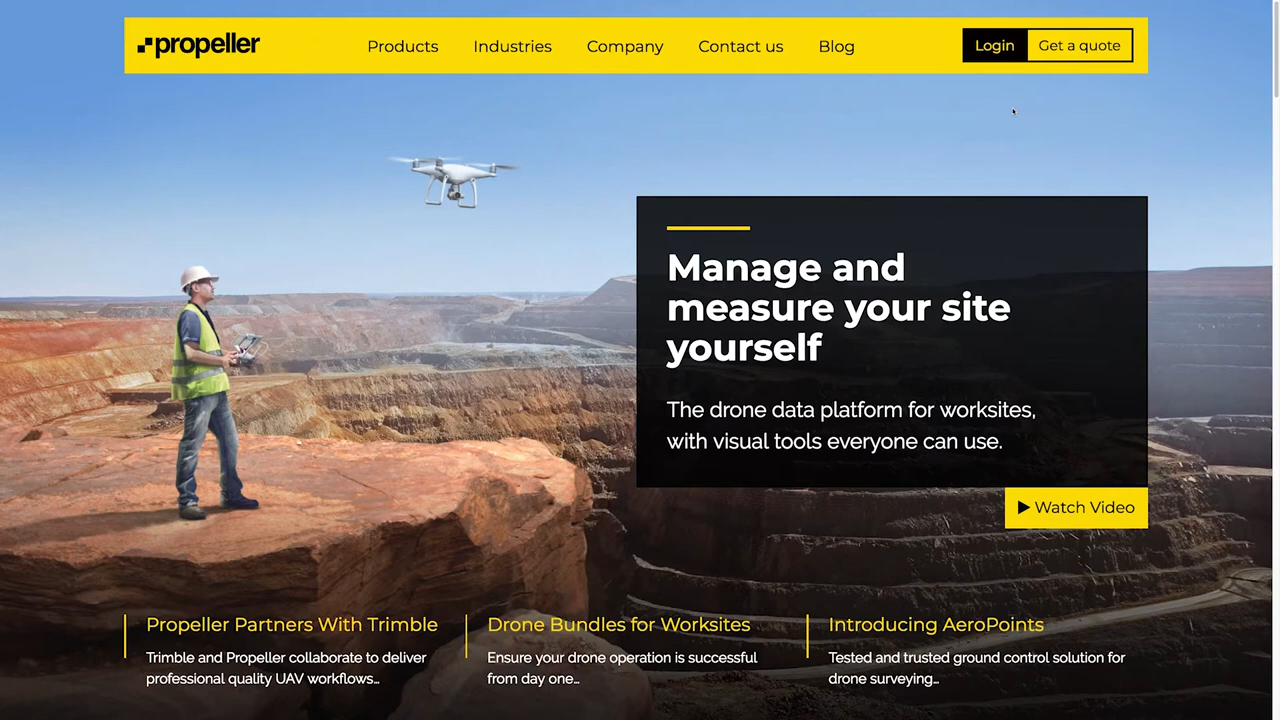 propeller
Products Industries Company Contact us Blog
Login Get a quote
Manage and
measure your site
yourself
The drone data platform for worksites,
with visual tools everyone can use.
▶ Watch Video
Propeller Partners With Trimble
Trimble and Propeller collaborate to deliver
professional quality UAV workflows…
Drone Bundles for Worksites
Ensure your drone operation is successful
from day one…
Introducing AeroPoints
Tested and trusted ground control solution for
drone surveying…